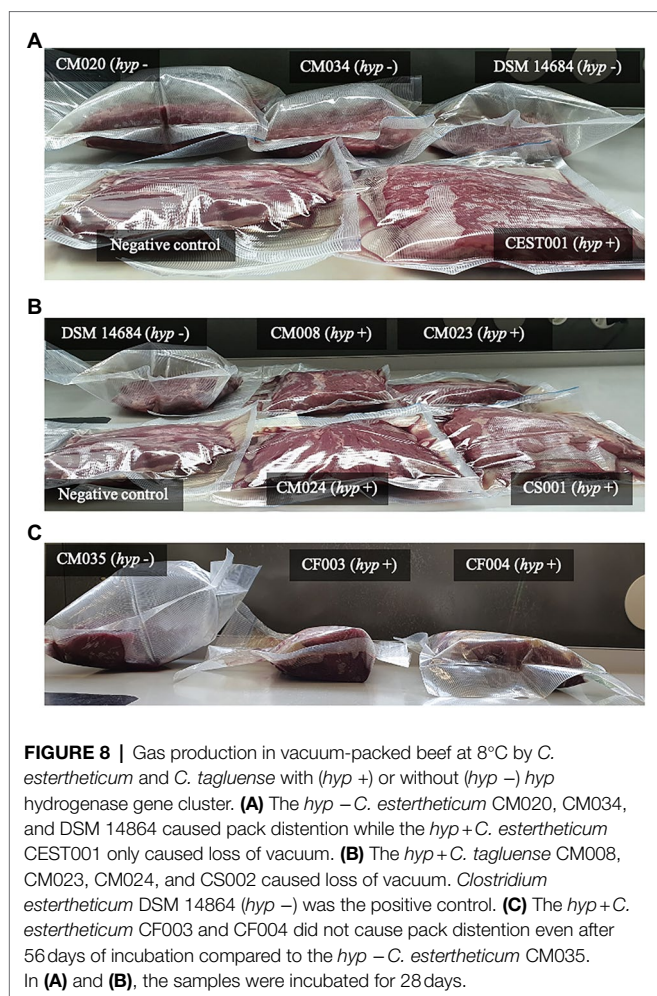 A
CM020 (hyp -
CM034 (hyp -)
DSM 14684 (hyp -)
Negative control
CEST001 (hyp +)
B
DSM 14684 (hyp -)
CM008 (hyp +)
CM023 (hyp +)
Negative control
CM024 (hyp +)
CS001 (hyp +)
C
CM035 (hyp -)
CF003 (hyp +)
CF004 (hyp +)
FIGURE 8 | Gas production in vacuum-packed beef at 8°C by C.
estertheticum and C. tagluense with (hyp +) or without (hyp −) hyp
hydrogenase gene cluster. (A) The hyp − C. estertheticum CM020, CM034,
and DSM 14864 caused pack distention while the hyp + C. estertheticum
CEST001 only caused loss of vacuum. (B) The hyp + C. tagluense CM008,
CM023, CM024, and CS002 caused loss of vacuum. Clostridium
estertheticum DSM 14864 (hyp −) was the positive control. (C) The hyp + C.
estertheticum CF003 and CF004 did not cause pack distention even after
56 days of incubation compared to the hyp − C. estertheticum CM035.
In (A) and (B), the samples were incubated for 28 days.